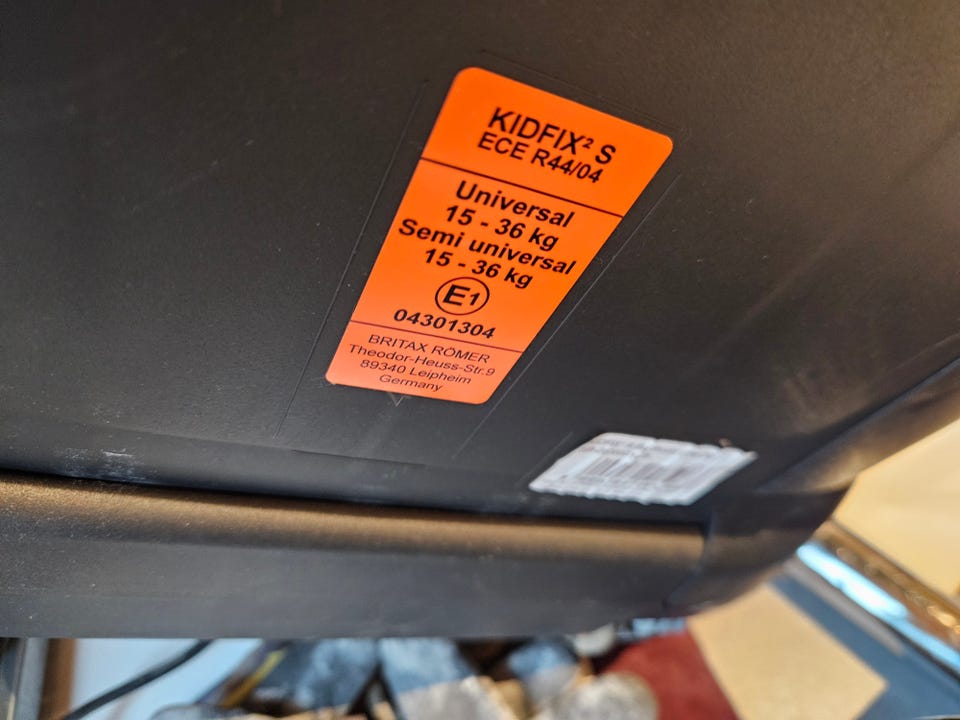 KIDFIX² S
ECE R44/04
Universal
15 - 36 kg
Semi universal
15 - 36 kg
E1
04301304
BRITAX RÖMER
Theodor-Heuss-Str.9
89340 Leipheim
Germany